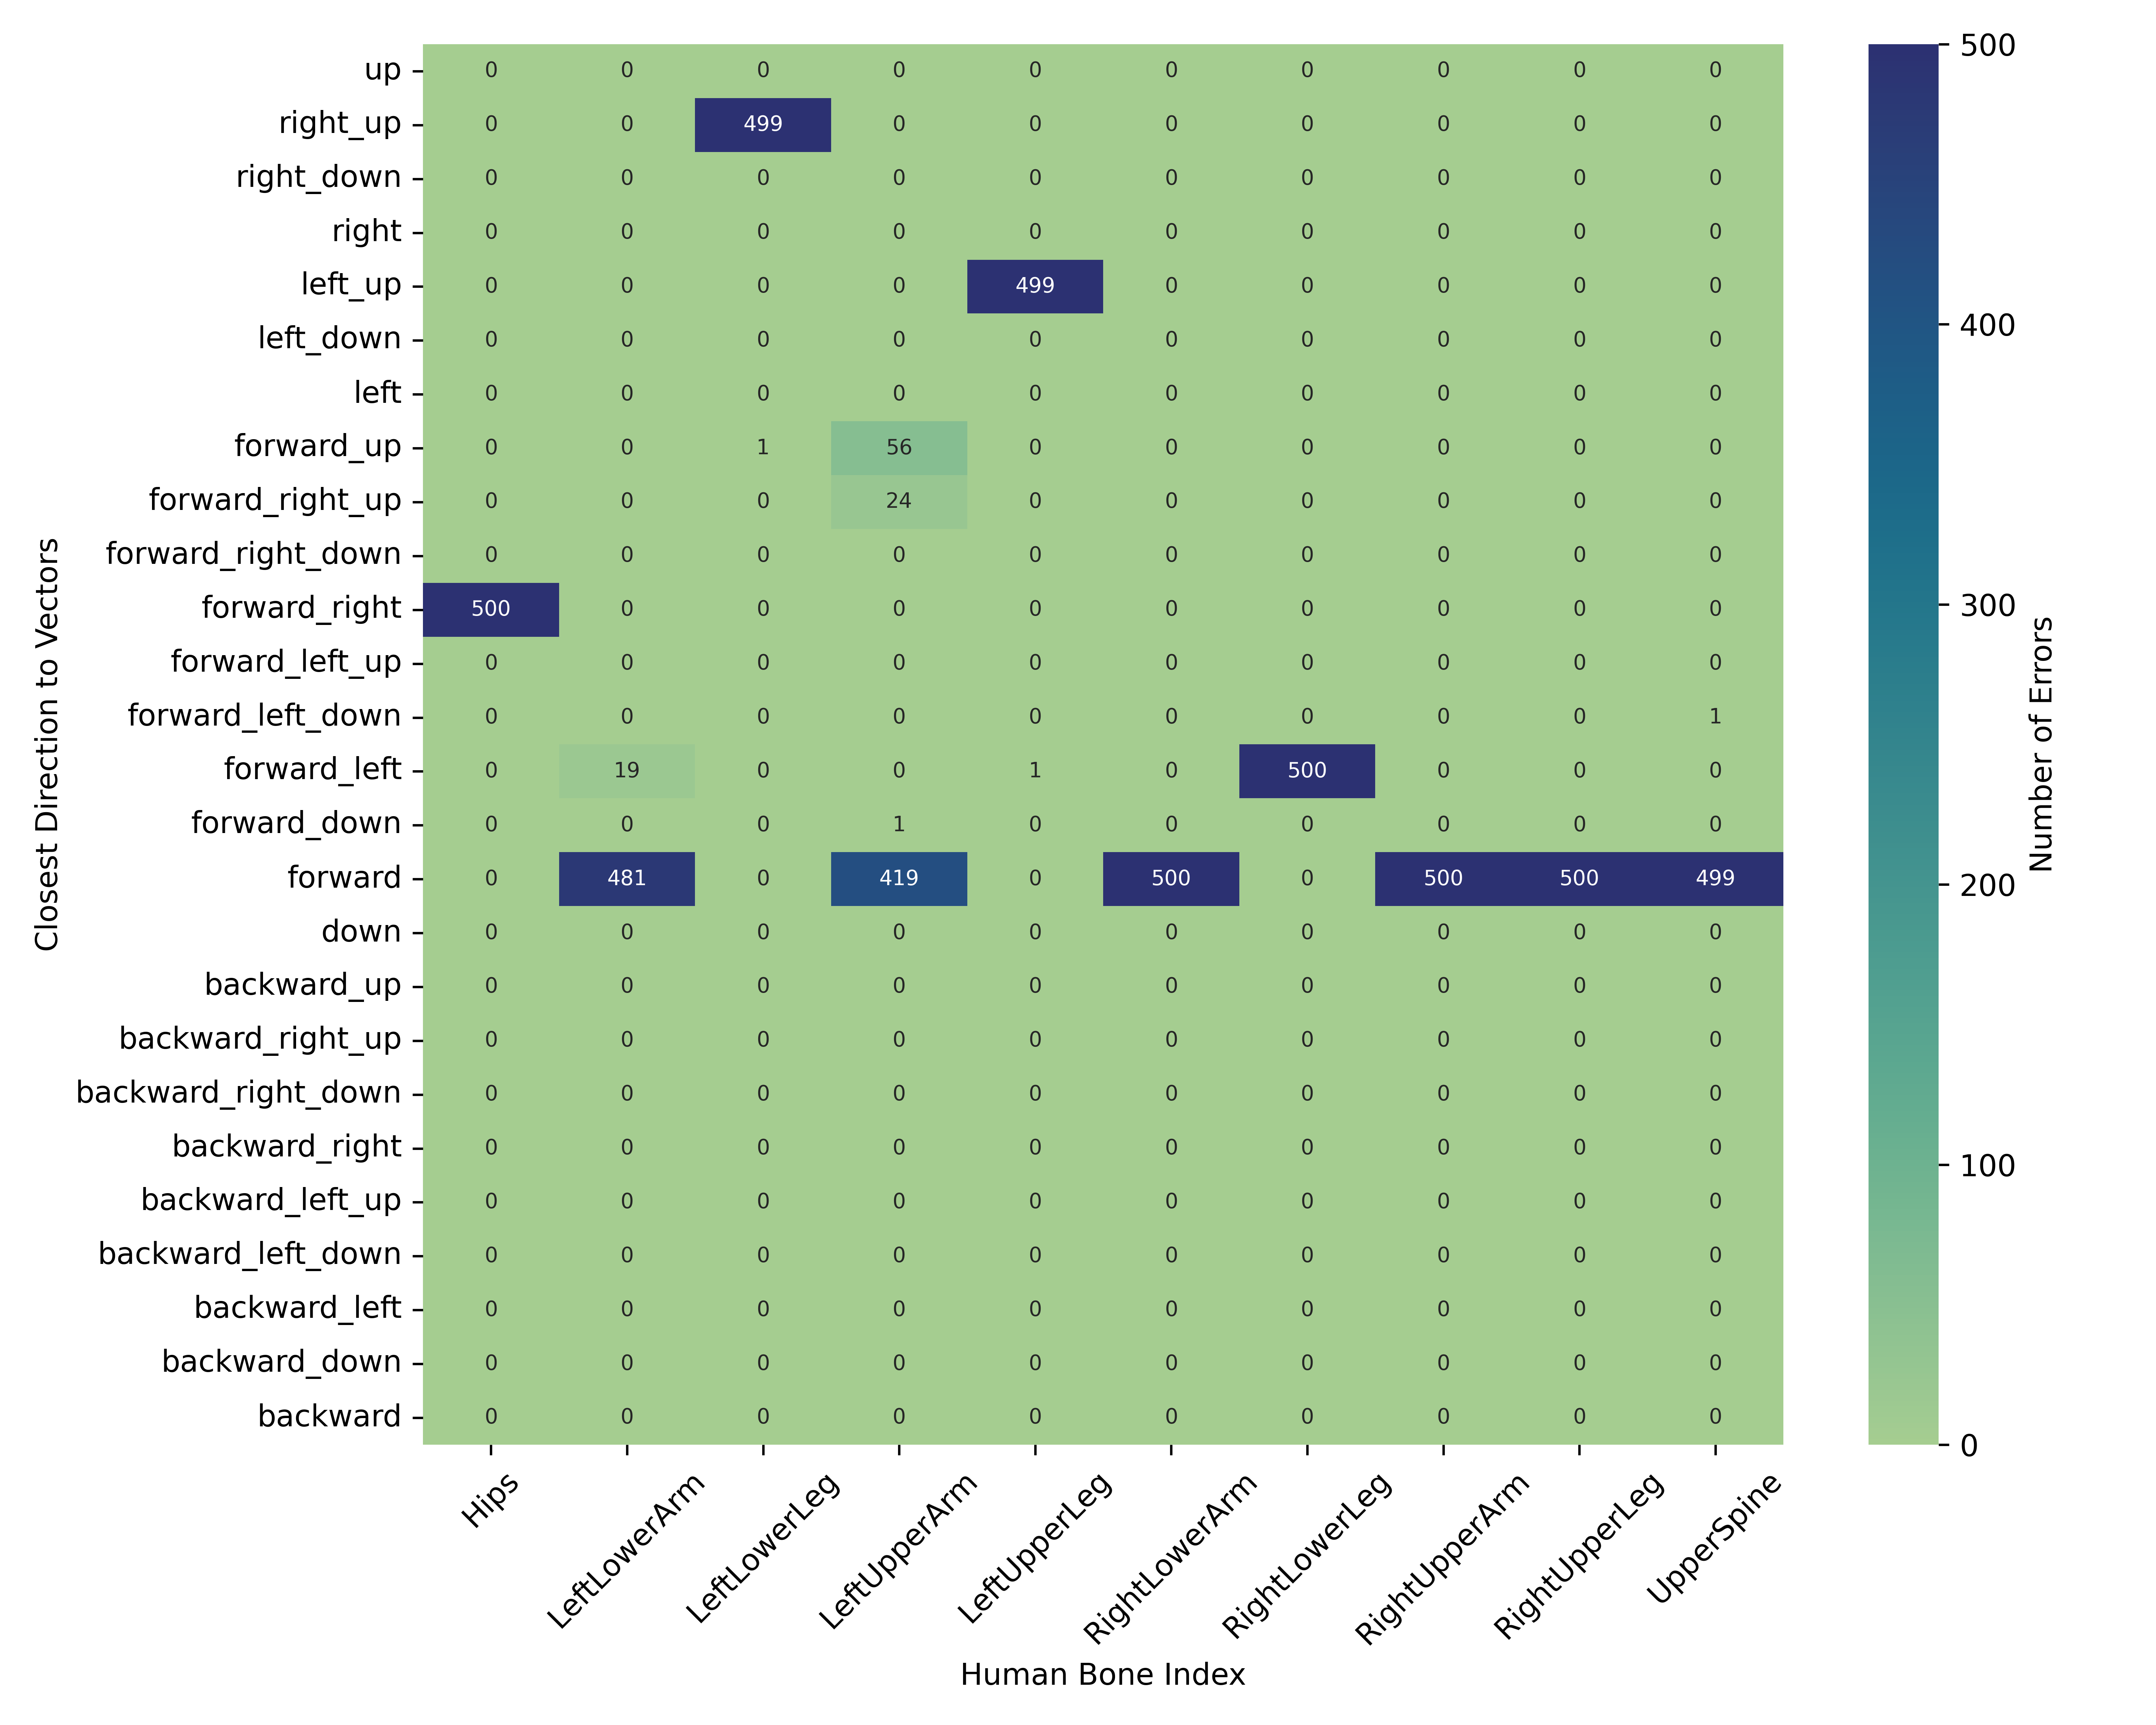 up 0 0 0 0 0 0 0 0 0 0
right_up 0 0 499 0 0 0 0 0 0 0
right_down 0 0 0 0 0 0 0 0 0 0
right 0 0 0 0 0 0 0 0 0 0
left_up 0 0 0 0 499 0 0 0 0 0
left_down 0 0 0 0 0 0 0 0 0 0
left 0 0 0 0 0 0 0 0 0 0
forward_up 0 0 1 56 0 0 0 0 0 0
forward_right_up 0 0 0 24 0 0 0 0 0 0
forward_right_down 0 0 0 0 0 0 0 0 0 0
forward_right 500 0 0 0 0 0 0 0 0 0
forward_left_up 0 0 0 0 0 0 0 0 0 0
forward_left_down 0 0 0 0 0 0 0 0 0 1
forward_left 0 19 0 0 1 0 500 0 0 0
forward_down 0 0 0 1 0 0 0 0 0 0
forward 0 481 0 419 0 500 0 500 500 499
down 0 0 0 0 0 0 0 0 0 0
backward_up 0 0 0 0 0 0 0 0 0 0
backward_right_up 0 0 0 0 0 0 0 0 0 0
backward_right_down 0 0 0 0 0 0 0 0 0 0
backward_right 0 0 0 0 0 0 0 0 0 0
backward_left_up 0 0 0 0 0 0 0 0 0 0
backward_left_down 0 0 0 0 0 0 0 0 0 0
backward_left 0 0 0 0 0 0 0 0 0 0
backward_down 0 0 0 0 0 0 0 0 0 0
backward 0 0 0 0 0 0 0 0 0 0
Closest Direction to Vectors
Hips
LeftLowerArm
LeftLowerLeg
LeftUpperArm
LeftUpperLeg
RightLowerArm
RightLowerLeg
RightUpperArm
RightUpperLeg
UpperSpine
Human Bone Index
500
400
300
200
100
0
Number of Errors